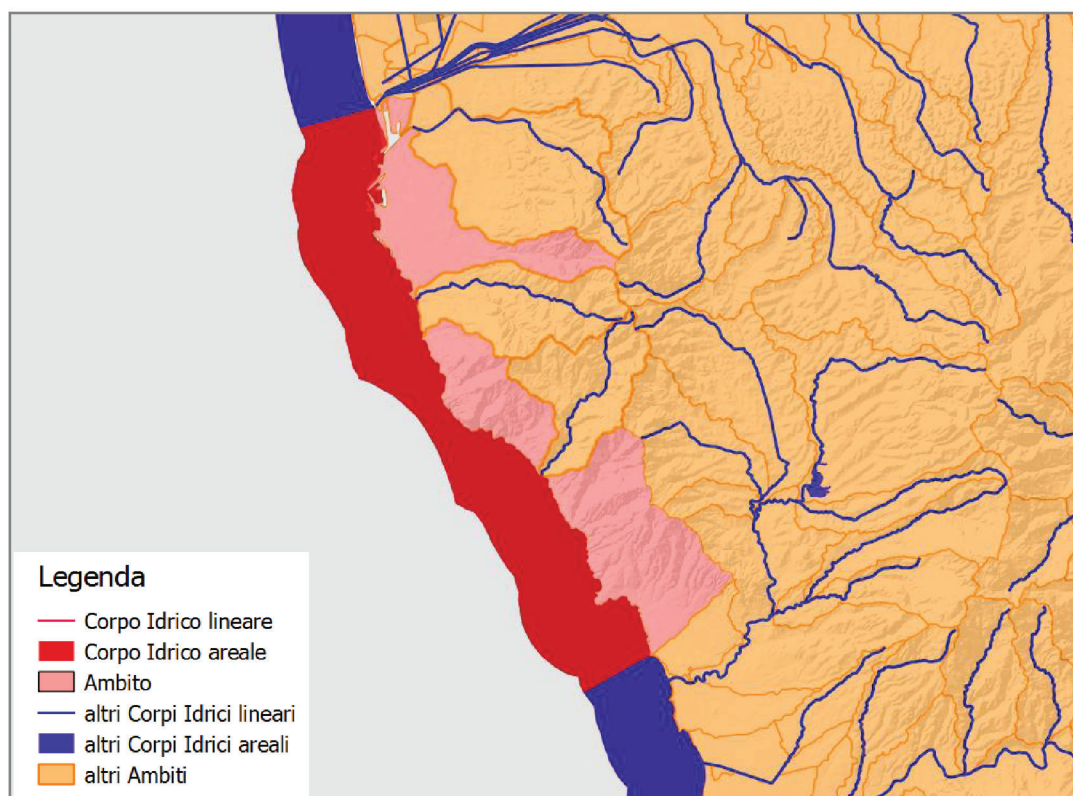 Legenda
Corpo Idrico lineare
Corpo Idrico areale
Ambito
altri Corpi Idrici lineari
altri Corpi Idrici areali
altri Ambiti